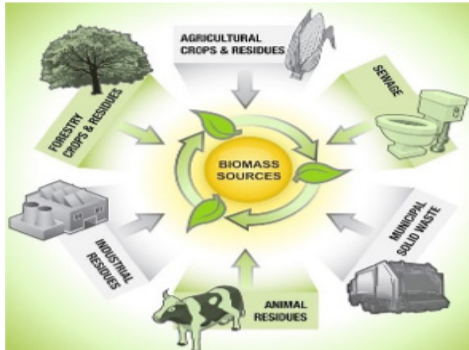 AGRICULTURAL
CROPS & RESIDUES
SEWAGE
FORESTRY
CROPS & RESIDUES
BIOMASS
SOURCES
INDUSTRIAL
RESIDUES
MUNICIPAL
SOLID WASTE
ANIMAL
RESIDUES